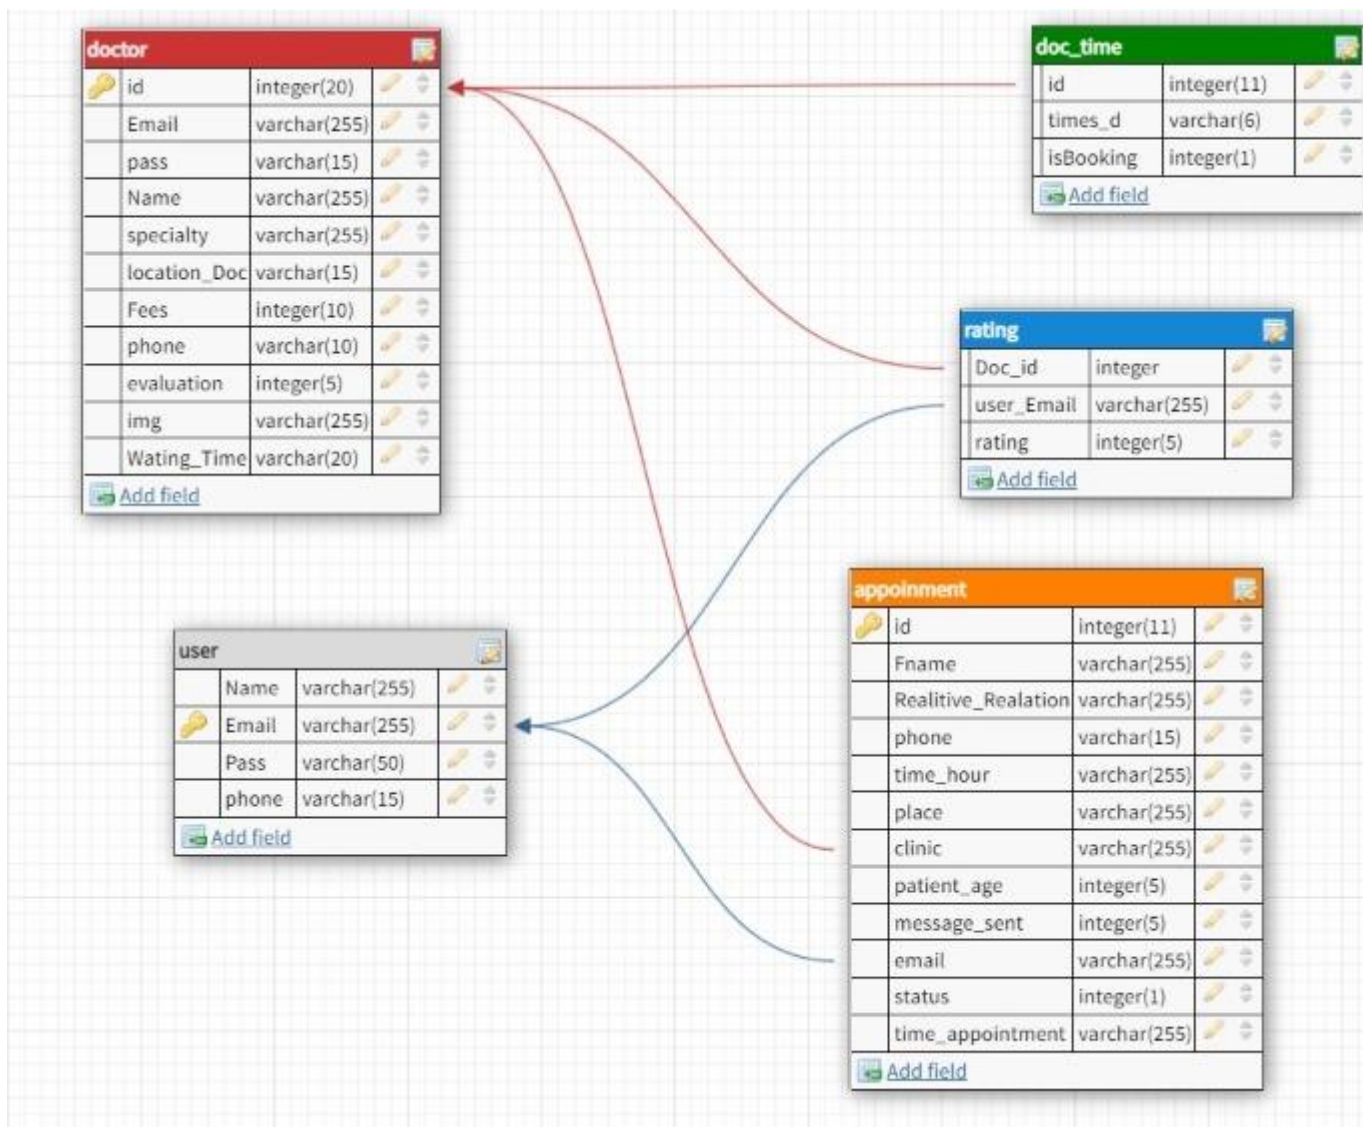 doctor
id integer(20)
Email varchar(255)
pass varchar(15)
Name varchar(255)
specialty varchar(255)
location_Doc varchar(15)
Fees integer(10)
phone varchar(10)
evaluation integer(5)
img varchar(255)
Wating_Time varchar(20)
Add field
doc_time
id integer(11)
times_d varchar(6)
isBooking integer(1)
Add field
rating
Doc_id integer
user_Email varchar(255)
rating integer(5)
Add field
user
Name varchar(255)
Email varchar(255)
Pass varchar(50)
phone varchar(15)
Add field
appoinment
id integer(11)
Fname varchar(255)
Realitive_Realation varchar(255)
phone varchar(15)
time_hour varchar(255)
place varchar(255)
clinic varchar(255)
patient_age integer(5)
message_sent integer(5)
email varchar(255)
status integer(1)
time_appointment varchar(255)
Add field